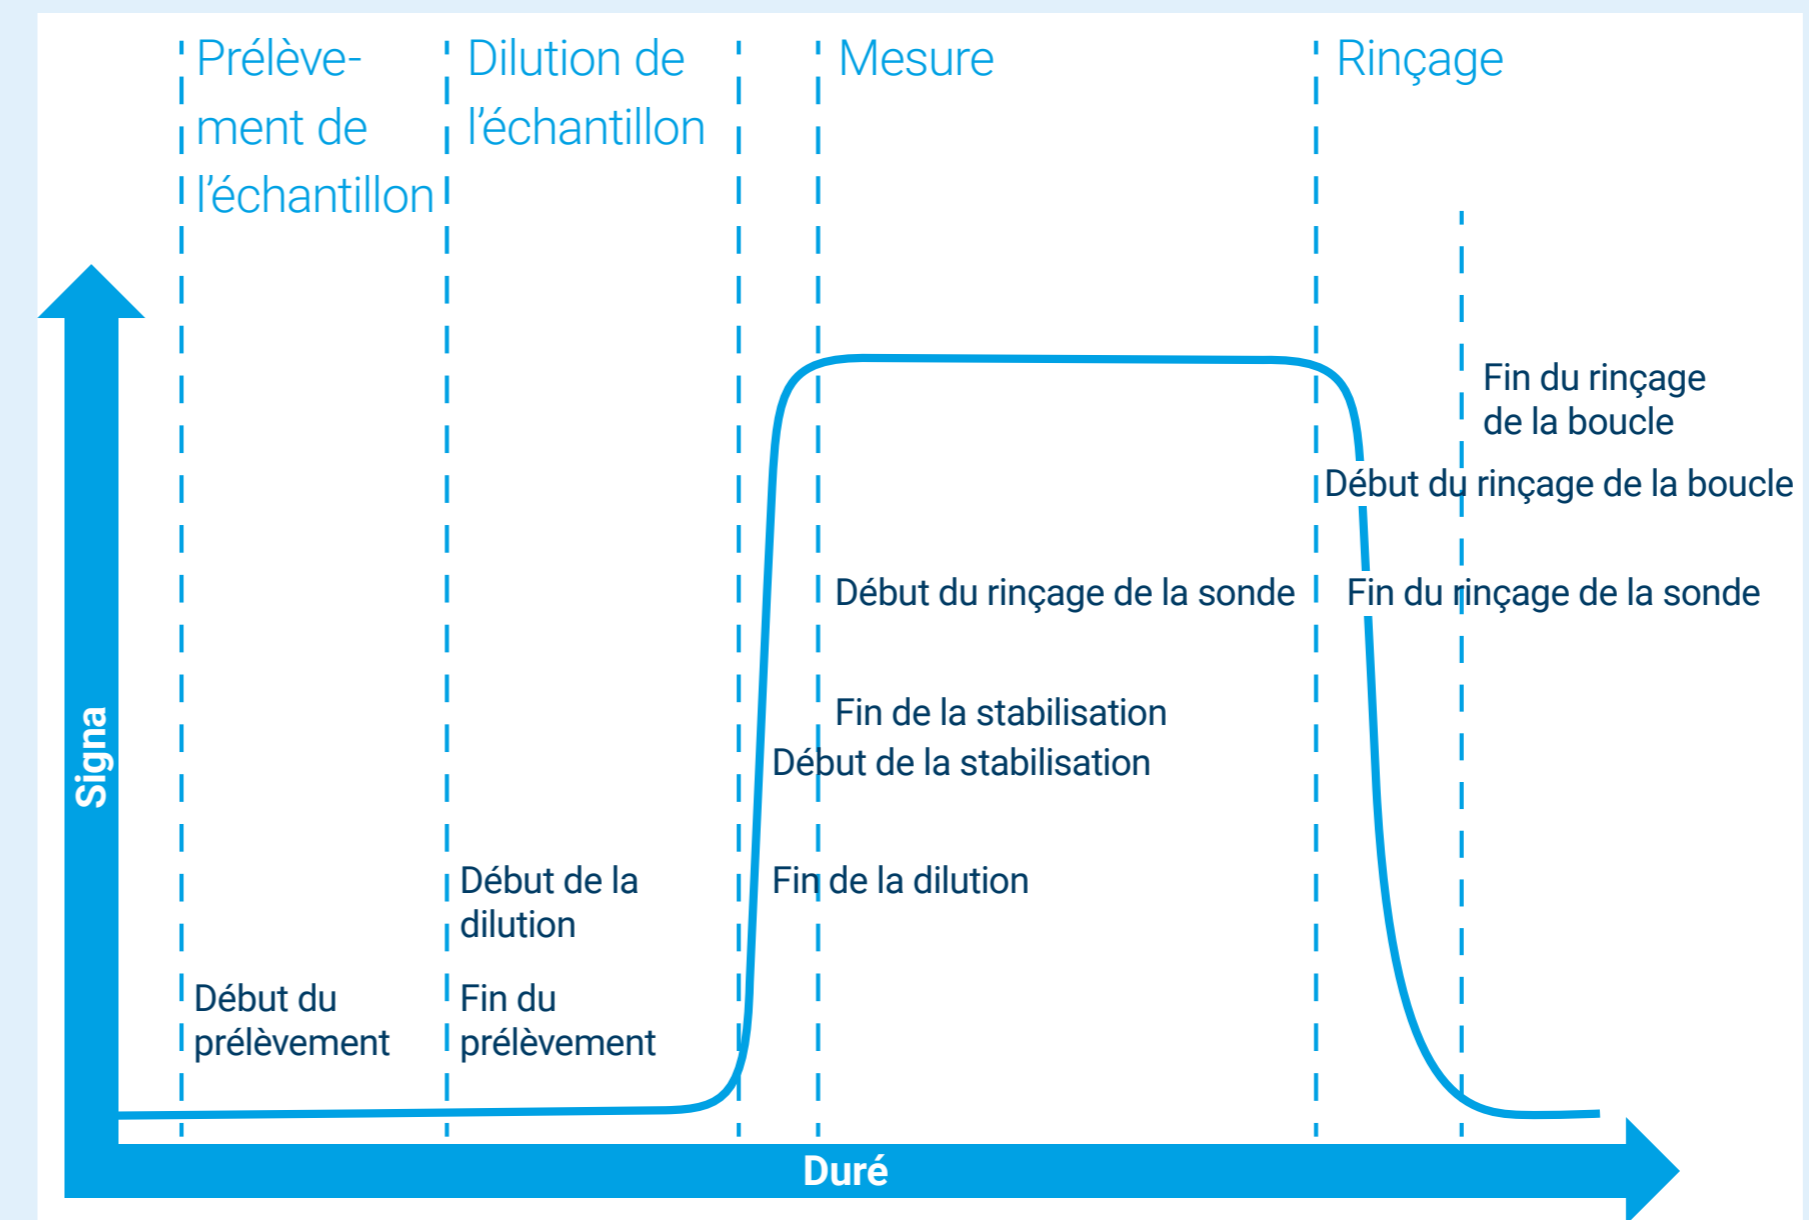 Prélève-
ment de
l’échantillon
Dilution de
l’échantillon
Mesure
Rinçage
Fin du rinçage
de la boucle
Début du rinçage de la boucle
Début du rinçage de la sonde
Fin du rinçage de la sonde
Fin de la stabilisation
Début de la stabilisation
Début de la
dilution
Fin de la dilution
Début du
prélèvement
Fin du
prélèvement
Signa
Duré